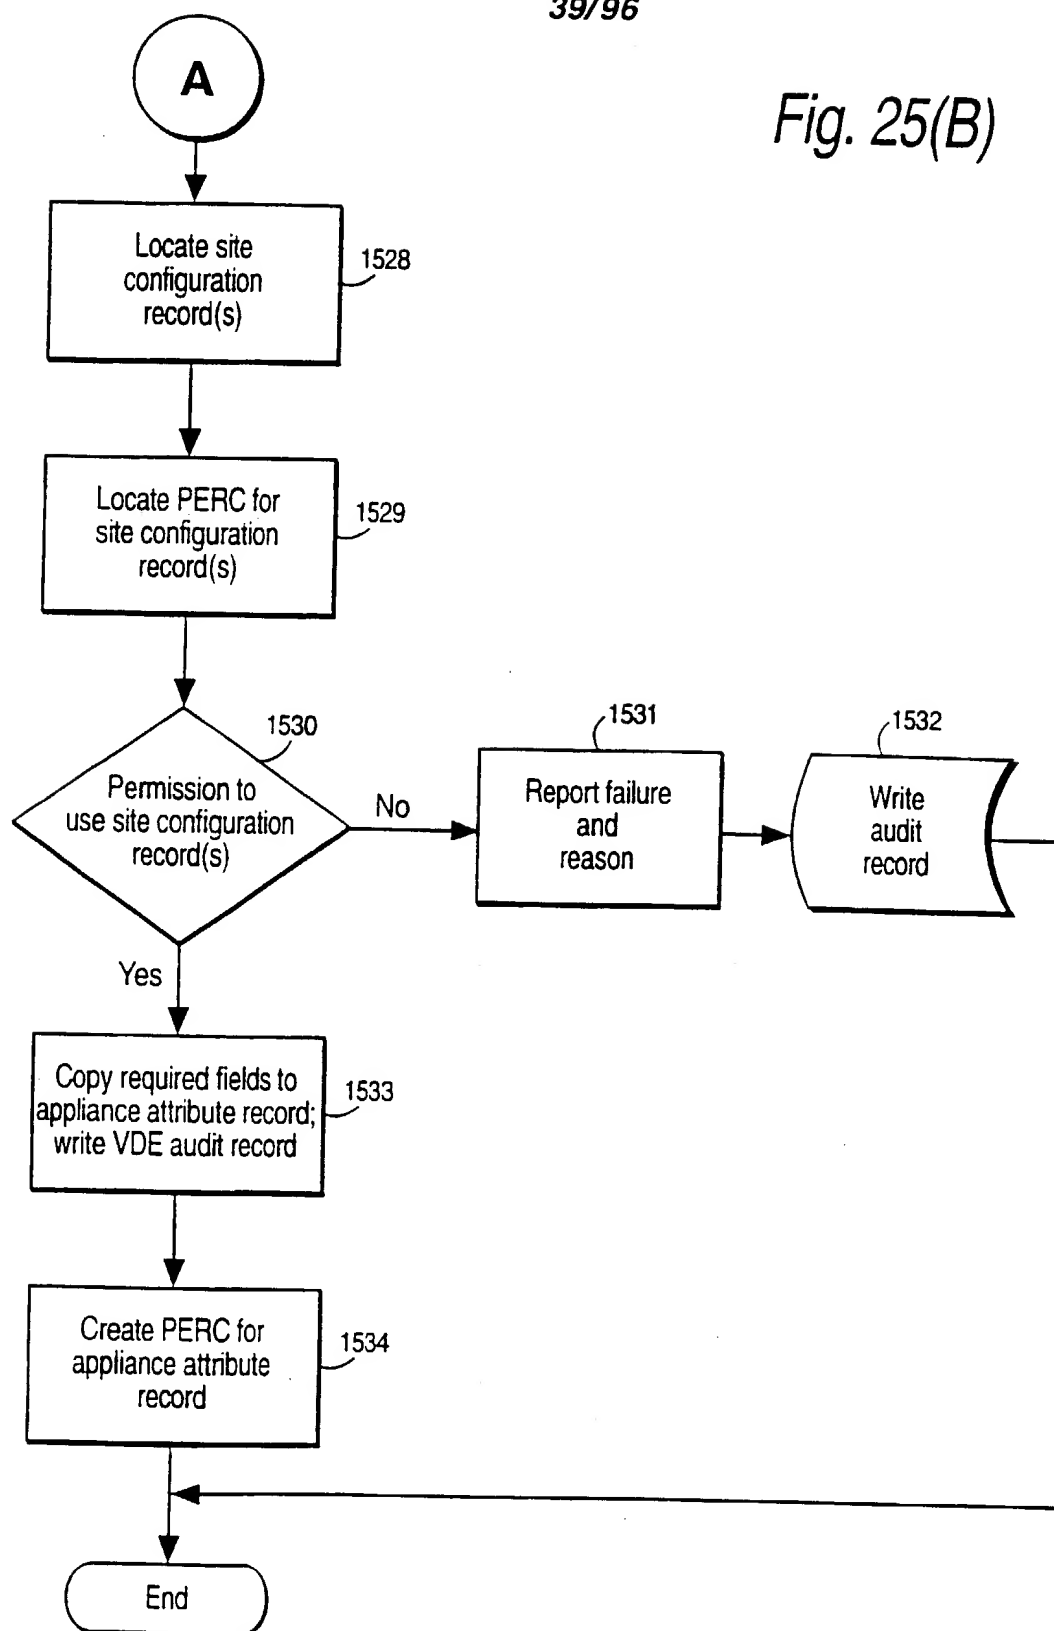 39/96
Fig. 25(B)
A
Locate site
configuration
record(s)
1528
Locate PERC for
site configuration
record(s)
1529
1530
Permission to
use site configuration
record(s)
No
Yes
1531
Report failure
and
reason
1532
Write
audit
record
Copy required fields to
appliance attribute record;
write VDE audit record
1533
Create PERC for
appliance attribute
record
1534
End